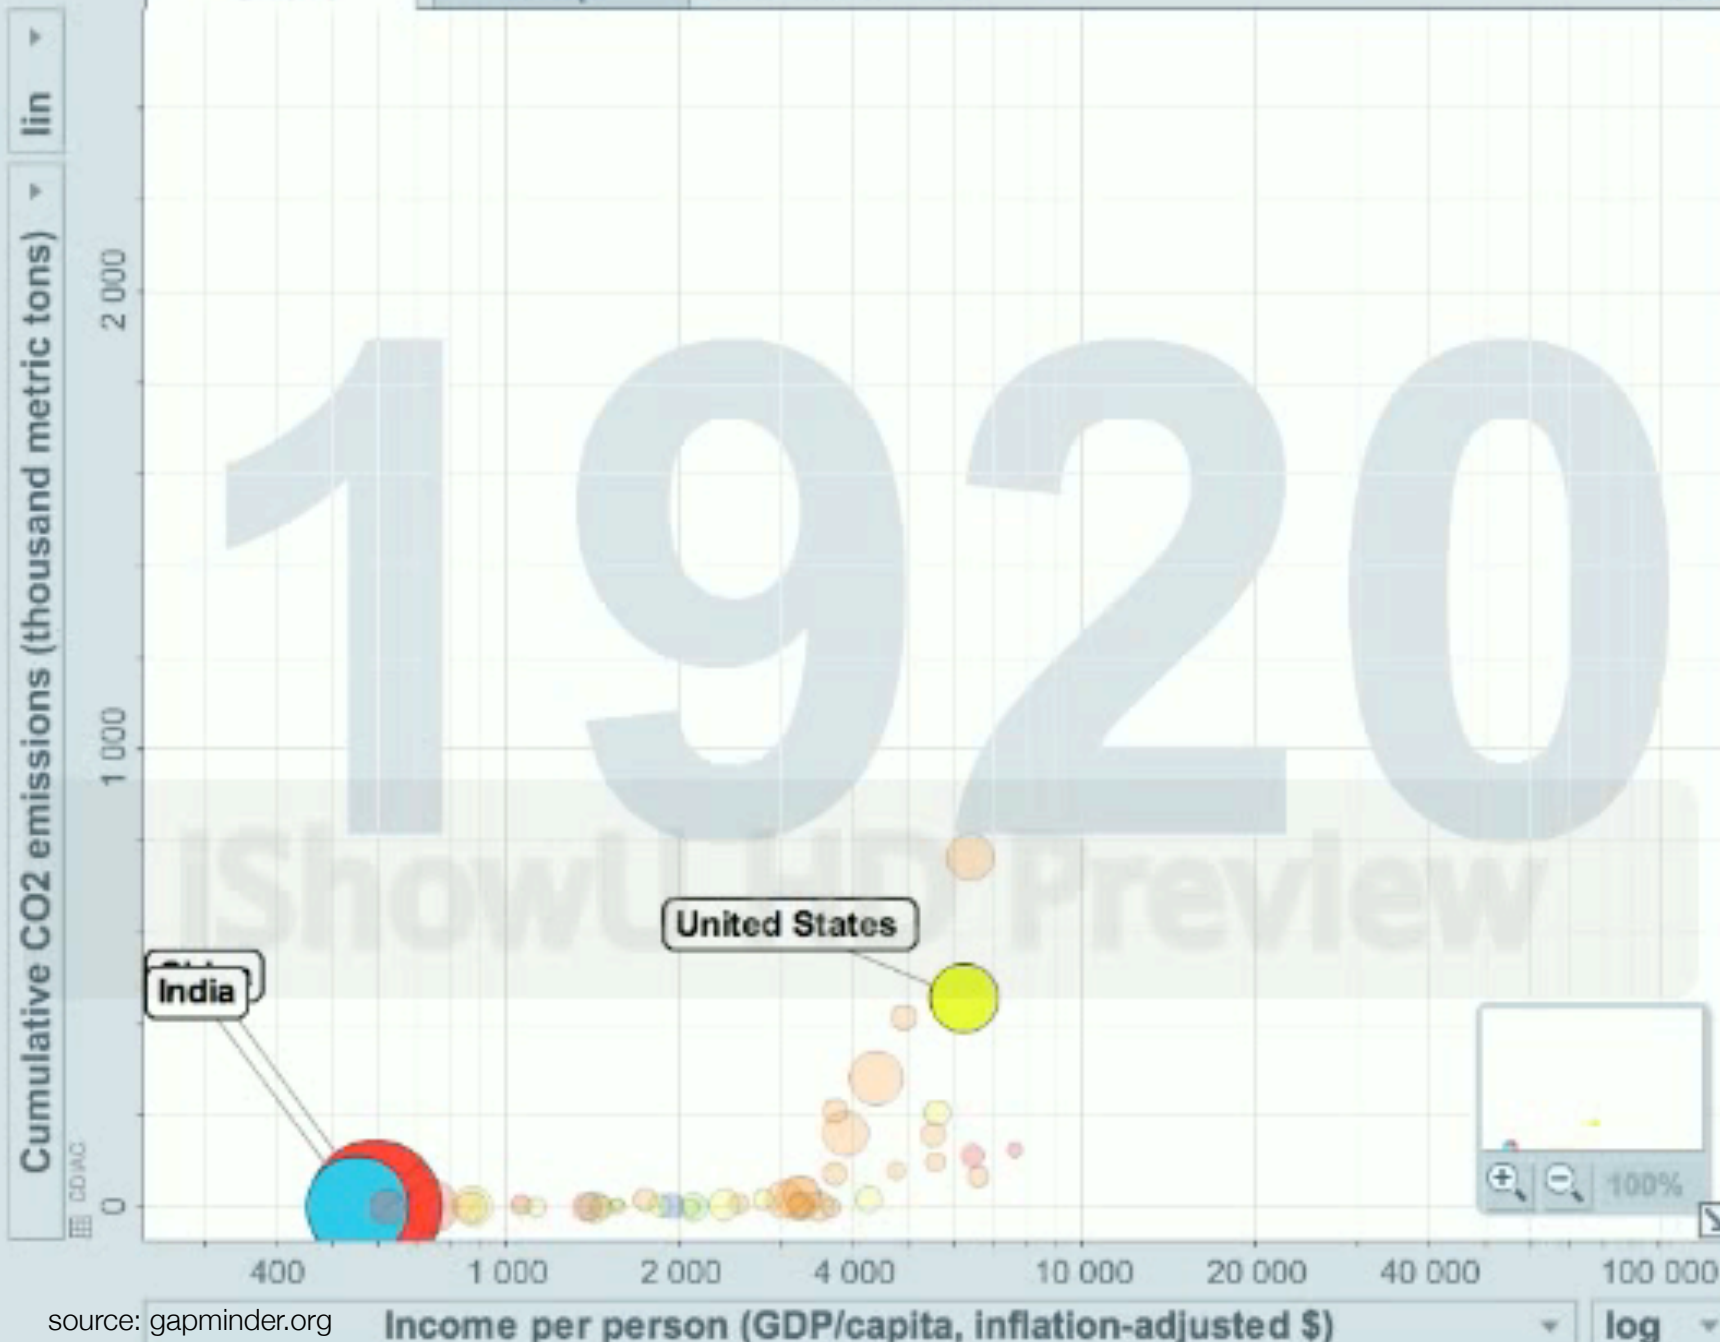 lin
Cumulative CO2 emissions (thousand metric tons)
2 000
1 000
0
CDIAC
1920
iShowU HD Preview
United States
India
100%
400
1 000
2 000
4 000
10 000
20 000
40 000
100 000
source: gapminder.org
Income per person (GDP/capita, inflation-adjusted $)
log